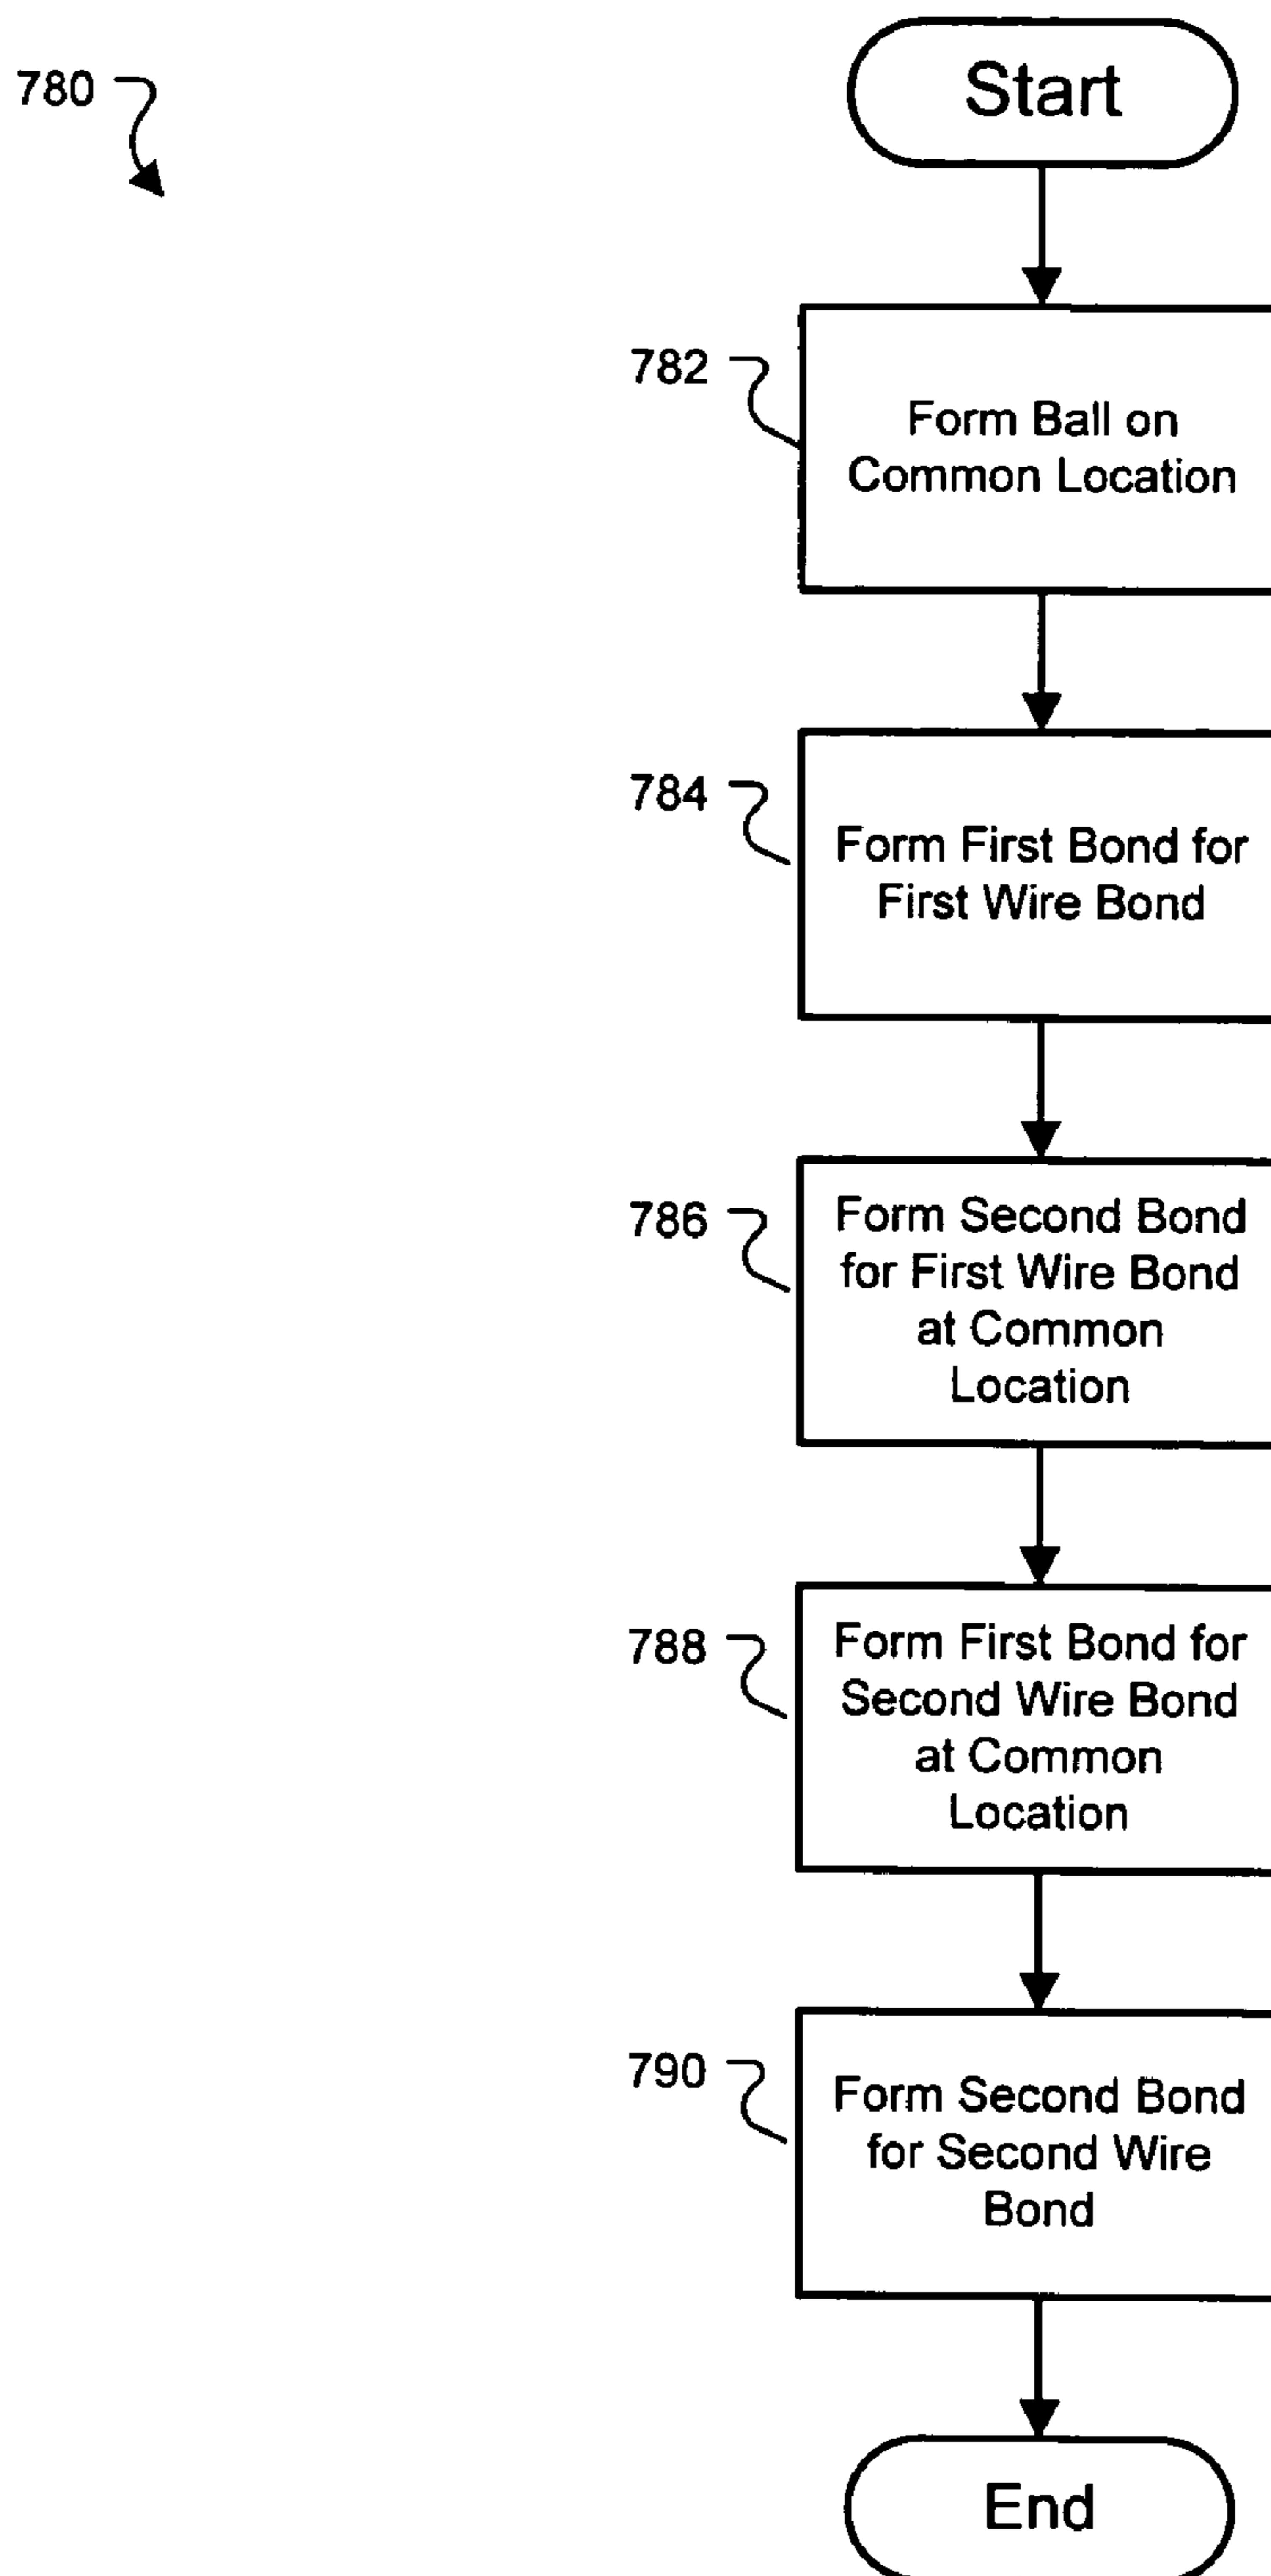 780
Start
782
Form Ball on
Common Location
784
Form First Bond for
First Wire Bond
786
Form Second Bond
for First Wire Bond
at Common
Location
788
Form First Bond for
Second Wire Bond
at Common
Location
790
Form Second Bond
for Second Wire
Bond
End